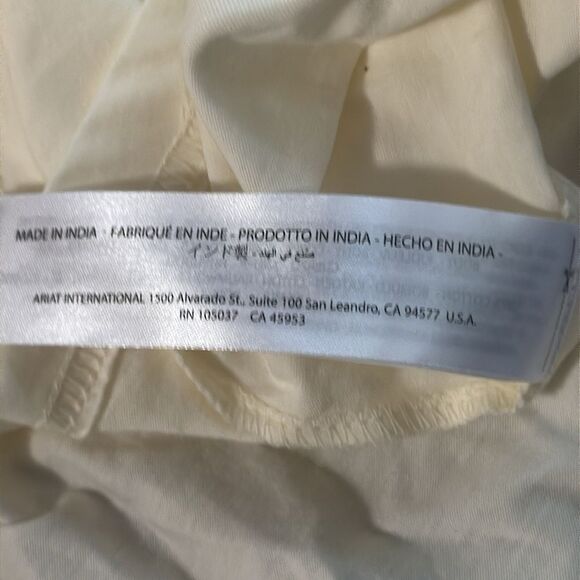 MADE IN INDIA - FABRIQUÉ EN INDE - PRODOTTO IN INDIA - HECHO EN INDIA -
インド製 - صنع في الهند -
ARIAT INTERNATIONAL 1500 Alvarado St., Suite 100 San Leandro, CA 94577 U.S.A.
RN 105037 CA 45953